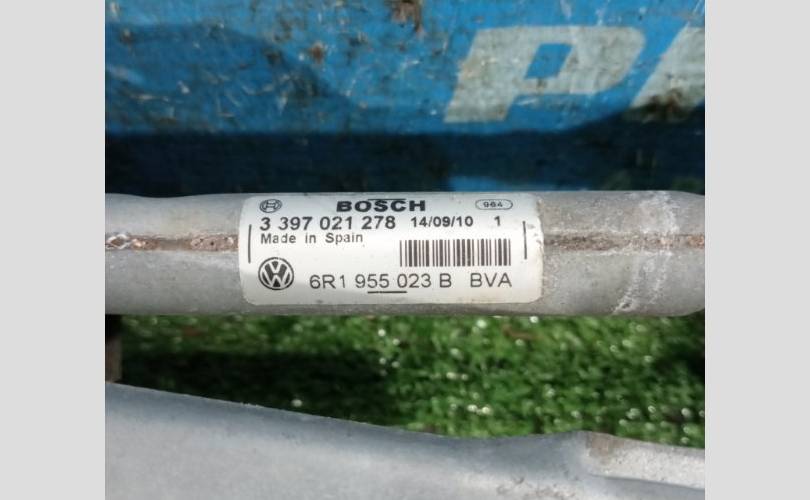 BOSCH 964
3 397 021 278 14/09/10 1
Made in Spain
6R1 955 023 B BVA